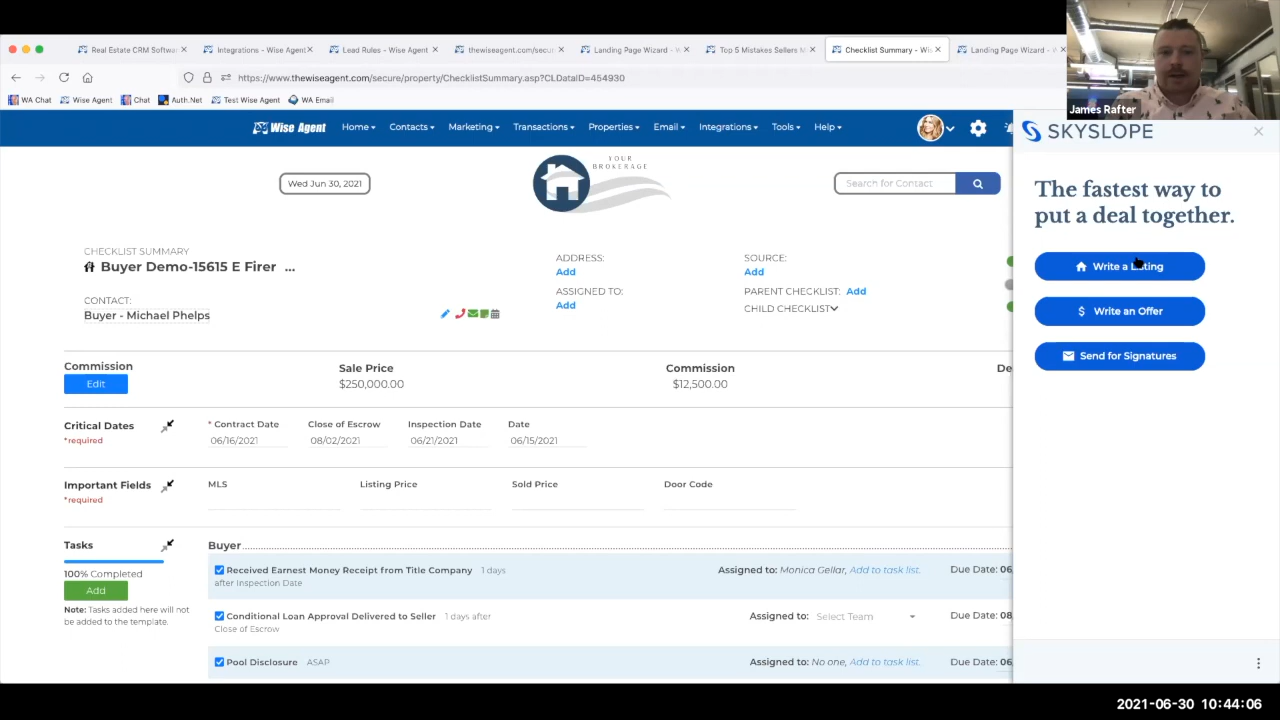 Real Estate CRM Softwa
Integrations - Wise Agent
Lead Rules - Wise Agent
thewiseagent.com/secu
Landing Page Wizard - W
Top 5 Mistakes Sellers M
Checklist Summary - Wi
Landing Page Wizard - W
James Rafter
https://www.thewiseagent.com/secure/property/ChecklistSummary.asp?CLDataID=454930
WA Chat
Wise Agent
Chat
Auth.Net
Test Wise Agent
WA Email
Wise Agent
Home
Contacts
Marketing
Transactions
Properties
Email
Integrations
Tools
Help
SKYSLOPE
Wed Jun 30, 2021
YOUR
BROKERAGE
Search for Contact
The fastest way to
put a deal together.
Write a Listing
Write an Offer
Send for Signatures
CHECKLIST SUMMARY
Buyer Demo-15615 E Firer ...
CONTACT:
Buyer - Michael Phelps
ADDRESS:
Add
ASSIGNED TO:
Add
SOURCE:
Add
PARENT CHECKLIST: Add
CHILD CHECKLIST
Commission
Edit
Sale Price
$250,000.00
Commission
$12,500.00
De
Critical Dates
*required
* Contract Date
06/16/2021
Close of Escrow
08/02/2021
Inspection Date
06/21/2021
Date
06/15/2021
Important Fields
*required
MLS
Listing Price
Sold Price
Door Code
Tasks
100% Completed
Add
Note: Tasks added here will not
be added to the template.
Buyer
Received Earnest Money Receipt from Title Company 1 days
after Inspection Date
Assigned to: Monica Gellar, Add to task list.
Due Date: 06
Conditional Loan Approval Delivered to Seller 1 days after
Close of Escrow
Assigned to: Select Team
Due Date: 08
Pool Disclosure ASAP
Assigned to: No one, Add to task list.
Due Date: 06
2021-06-30 10:44:06